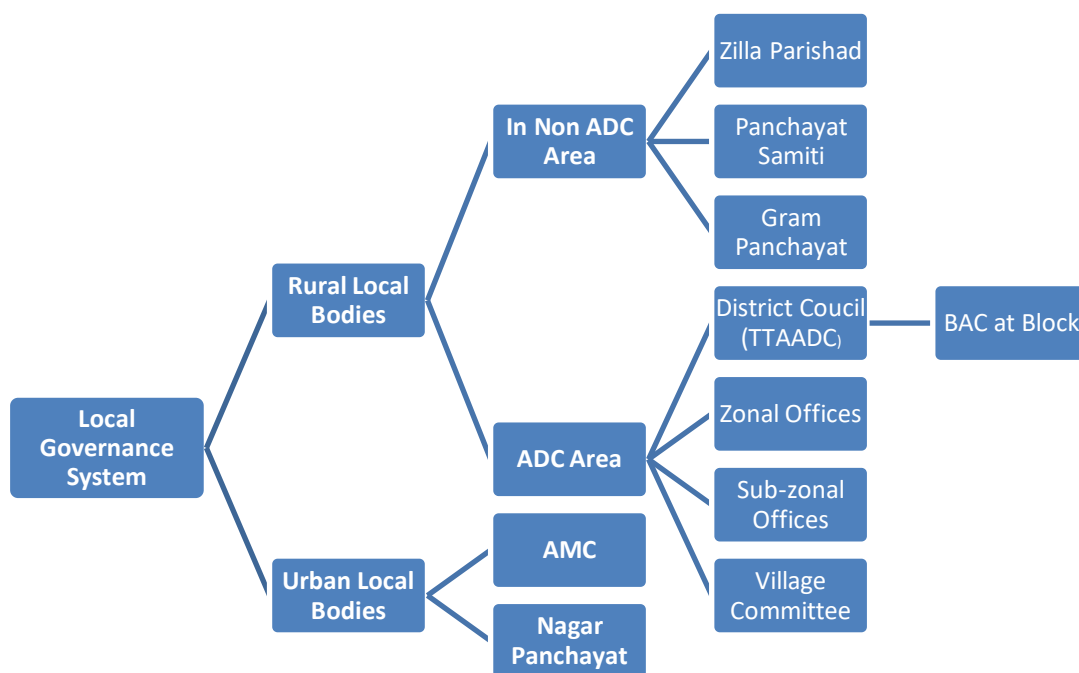 Local
Governance
System
Rural Local
Bodies
Urban Local
Bodies
In Non ADC
Area
ADC Area
AMC
Nagar
Panchayat
Zilla Parishad
Panchayat
Samiti
Gram
Panchayat
District Coucil
(TTAADC)
Zonal Offices
Sub-zonal
Offices
Village
Committee
BAC at Block